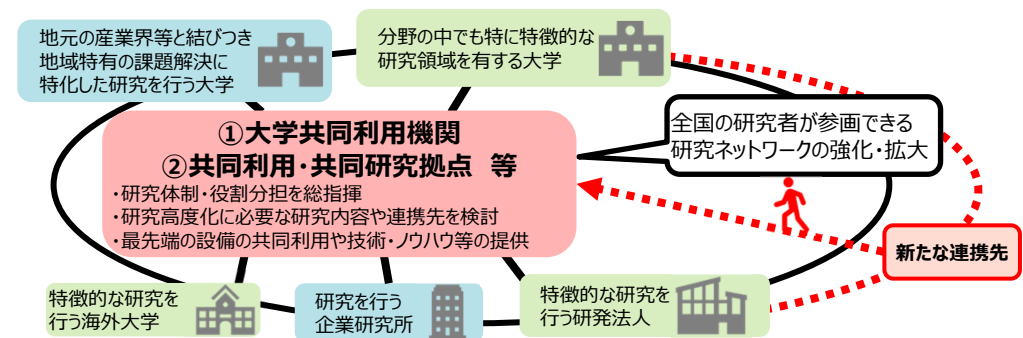 地元の産業界等と結びつき
地域特有の課題解決に
特化した研究を行う大学
分野の中でも特に特徴的な
研究領域を有する大学
①大学共同利用機関
②共同利用・共同研究拠点 等
・研究体制・役割分担を総指揮
・研究高度化に必要な研究内容や連携先を検討
・最先端の設備の共同利用や技術・ノウハウ等の提供
全国の研究者が参画できる
研究ネットワークの強化・拡大
新たな連携先
特徴的な研究を
行う海外大学
研究を行う
企業研究所
特徴的な研究を
行う研発法人